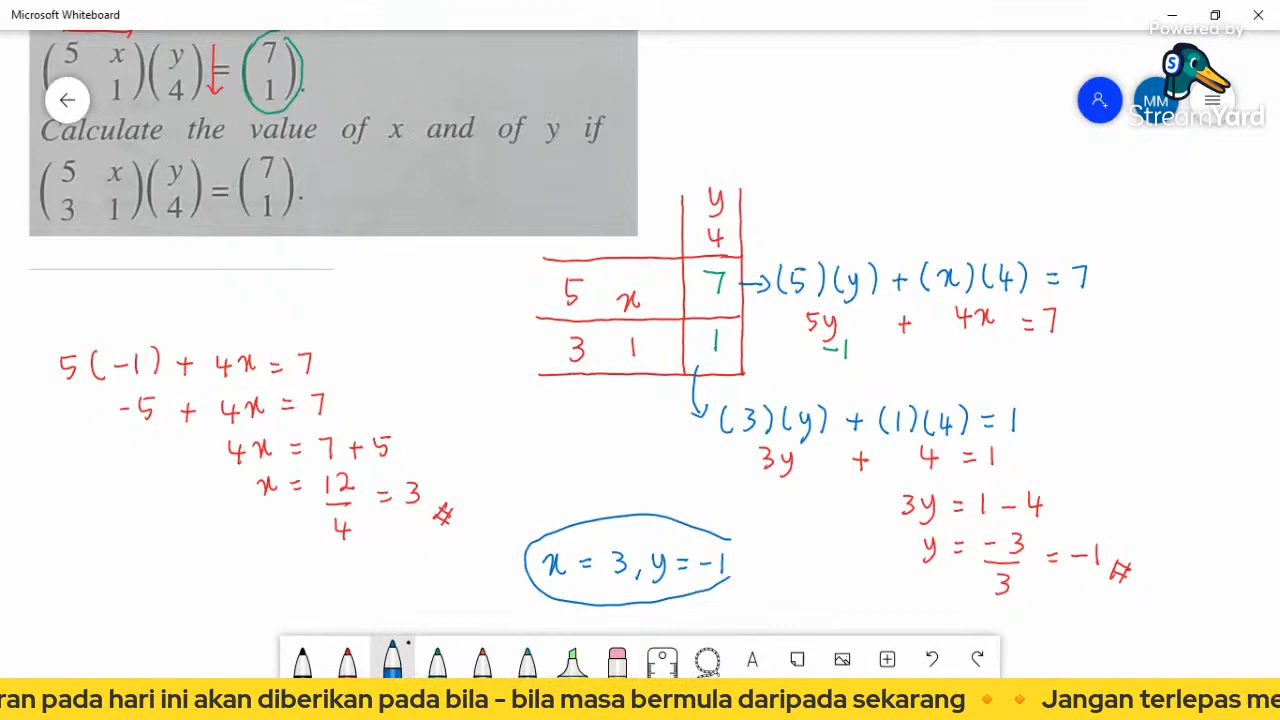 Microsoft Whiteboard
Powered by
StreamYard
MM
(5 x
1)(y
4) = (7
1).
Calculate the value of x and of y if
(5 x
3 1)(y
4) = (7
1).
y
4
5 x 7
3 1 1
(5)(y) + (x)(4) = 7
5y + 4x = 7
-1
(3)(y) + (1)(4) = 1
3y + 4 = 1
3y = 1 - 4
y = -3/3 = -1 #
5(-1) + 4x = 7
-5 + 4x = 7
4x = 7 + 5
x = 12/4 = 3 #
x = 3, y = -1
A
ran pada hari ini akan diberikan pada bila - bila masa bermula daripada sekarang 🔸 🔸 Jangan terlepas me